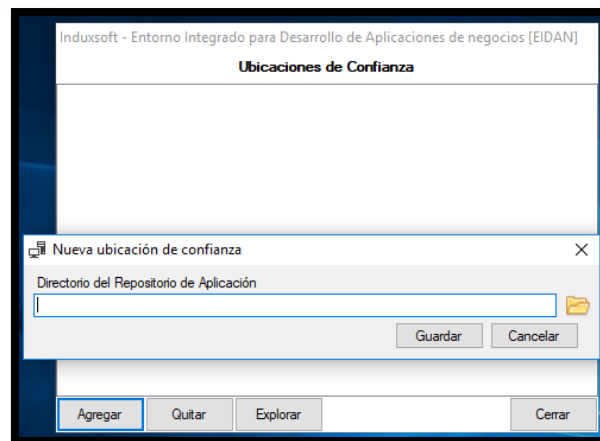 Induxsoft - Entorno Integrado para Desarrollo de Aplicaciones de negocios [EIDAN]
Ubicaciones de Confianza
Nueva ubicación de confianza
Directorio del Repositorio de Aplicación
Guardar
Cancelar
Agregar
Quitar
Explorar
Cerrar